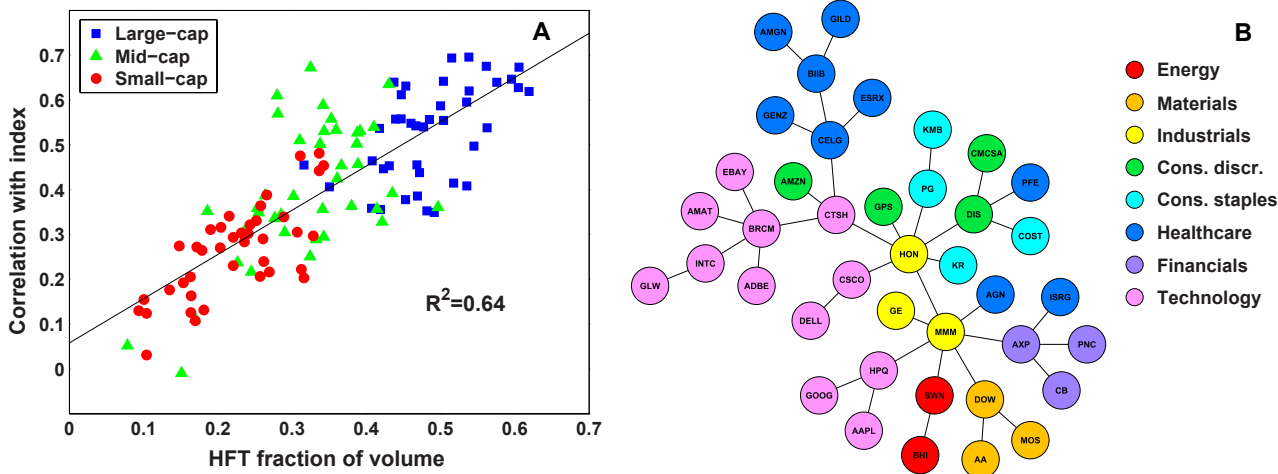 A
Large-cap
Mid-cap
Small-cap
0.7
0.6
0.5
0.4
0.3
0.2
0.1
0
Correlation with index
R²=0.64
0 0.1 0.2 0.3 0.4 0.5 0.6 0.7
HFT fraction of volume
B
GILD
AMGN
BIIB
ESRX
GENZ
KMB
CELG
CMCSA
EBAY
AMZN
PG
PFE
AMAT
GPS
DIS
CTSH
BRCM
COST
HON
INTC
KR
CSCO
GLW
ADBE
AGN
ISRG
GE
DELL
MMM
AXP
PNC
HPQ
CB
GOOG
SWN
DOW
AAPL
MOS
BHI
AA
Energy
Materials
Industrials
Cons. discr.
Cons. staples
Healthcare
Financials
Technology